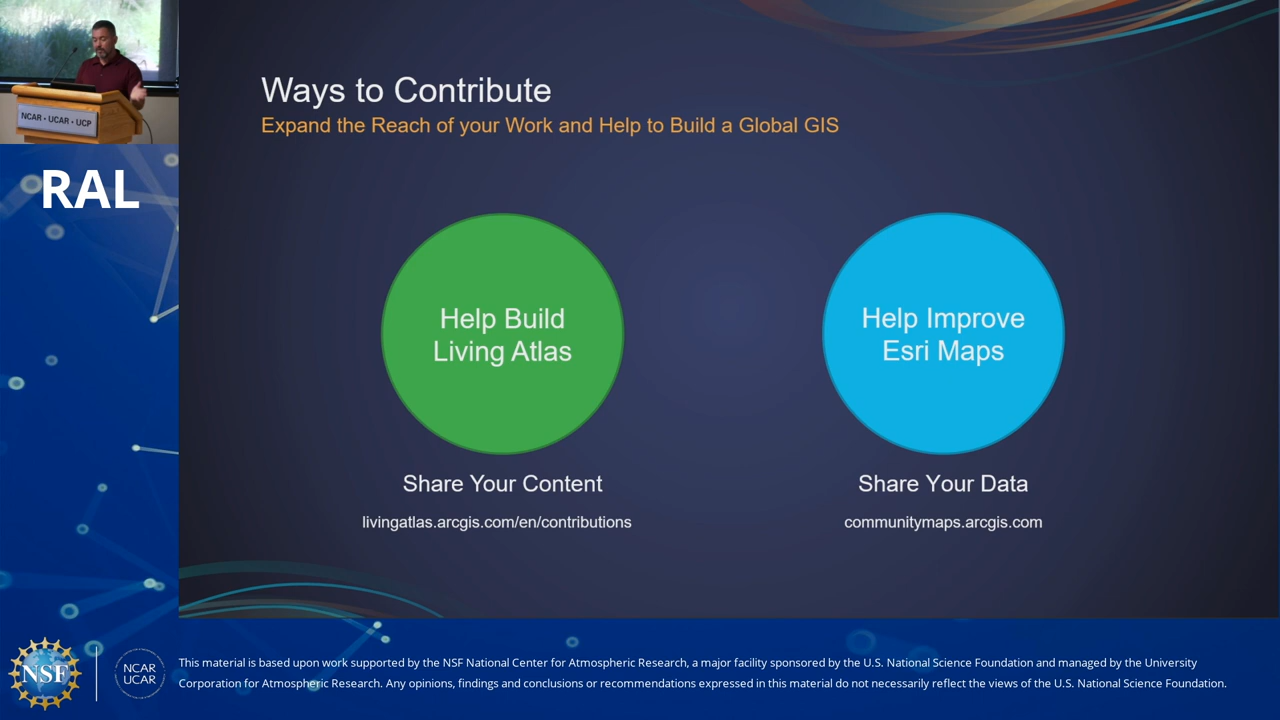 NCAR • UCAR • UCP
RAL
Ways to Contribute
Expand the Reach of your Work and Help to Build a Global GIS
Help Build
Living Atlas
Share Your Content
livingatlas.arcgis.com/en/contributions
Help Improve
Esri Maps
Share Your Data
communitymaps.arcgis.com
NSF
NCAR
UCAR
This material is based upon work supported by the NSF National Center for Atmospheric Research, a major facility sponsored by the U.S. National Science Foundation and managed by the University
Corporation for Atmospheric Research. Any opinions, findings and conclusions or recommendations expressed in this material do not necessarily reflect the views of the U.S. National Science Foundation.